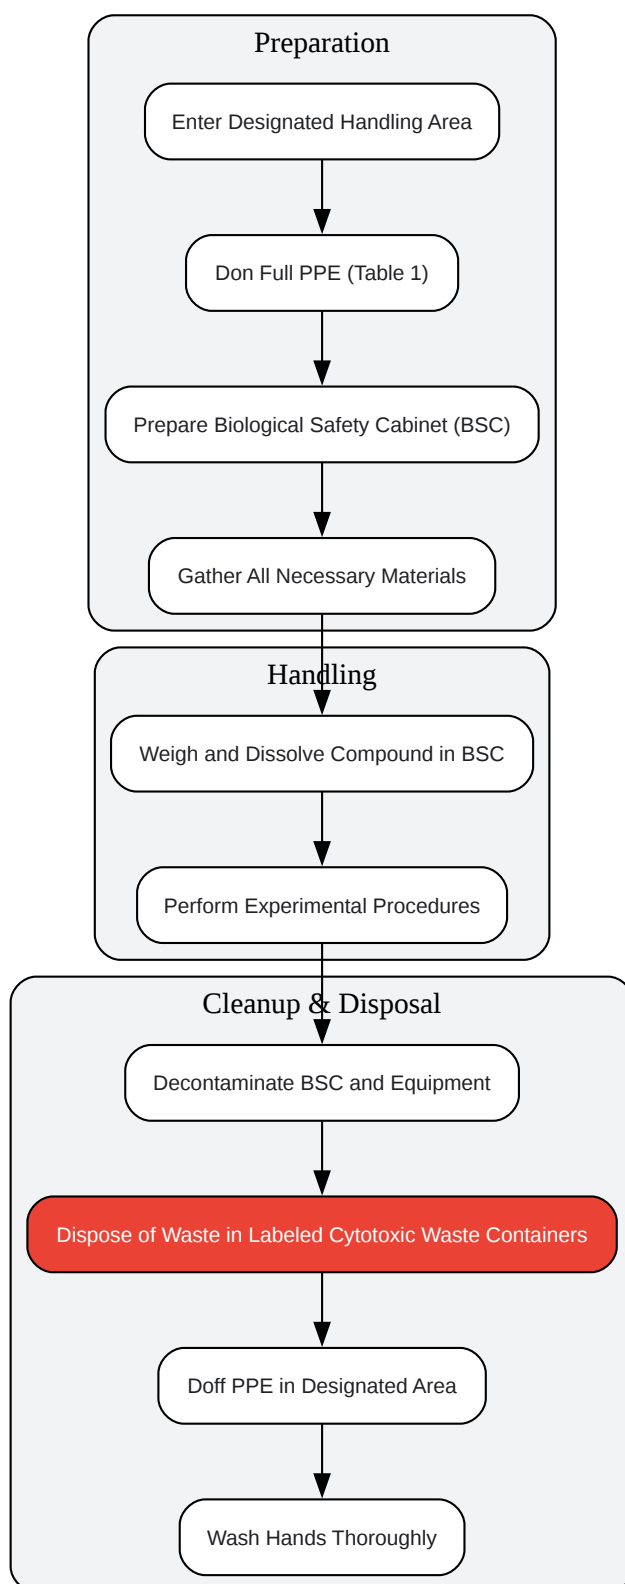 Preparation
Enter Designated Handling Area
Don Full PPE (Table 1)
Prepare Biological Safety Cabinet (BSC)
Gather All Necessary Materials
Handling
Weigh and Dissolve Compound in BSC
Perform Experimental Procedures
Cleanup & Disposal
Decontaminate BSC and Equipment
Dispose of Waste in Labeled Cytotoxic Waste Containers
Doff PPE in Designated Area
Wash Hands Thoroughly